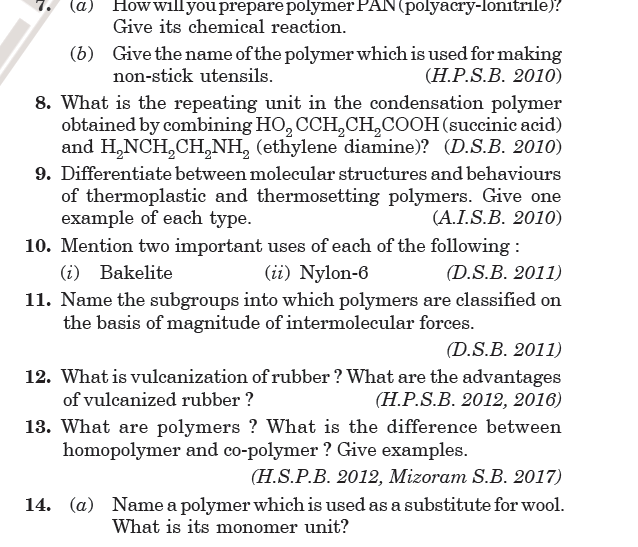 7. (a) How will you prepare polymer PAN (polyacry-lonitrile)?
Give its chemical reaction.
(b) Give the name of the polymer which is used for making
non-stick utensils. (H.P.S.B. 2010)
8. What is the repeating unit in the condensation polymer
obtained by combining HO₂CCH₂CH₂COOH (succinic acid)
and H₂NCH₂CH₂NH₂ (ethylene diamine)? (D.S.B. 2010)
9. Differentiate between molecular structures and behaviours
of thermoplastic and thermosetting polymers. Give one
example of each type. (A.I.S.B. 2010)
10. Mention two important uses of each of the following :
(i) Bakelite (ii) Nylon-6 (D.S.B. 2011)
11. Name the subgroups into which polymers are classified on
the basis of magnitude of intermolecular forces.
(D.S.B. 2011)
12. What is vulcanization of rubber ? What are the advantages
of vulcanized rubber ? (H.P.S.B. 2012, 2016)
13. What are polymers ? What is the difference between
homopolymer and co-polymer ? Give examples.
(H.S.P.B. 2012, Mizoram S.B. 2017)
14. (a) Name a polymer which is used as a substitute for wool.
What is its monomer unit?